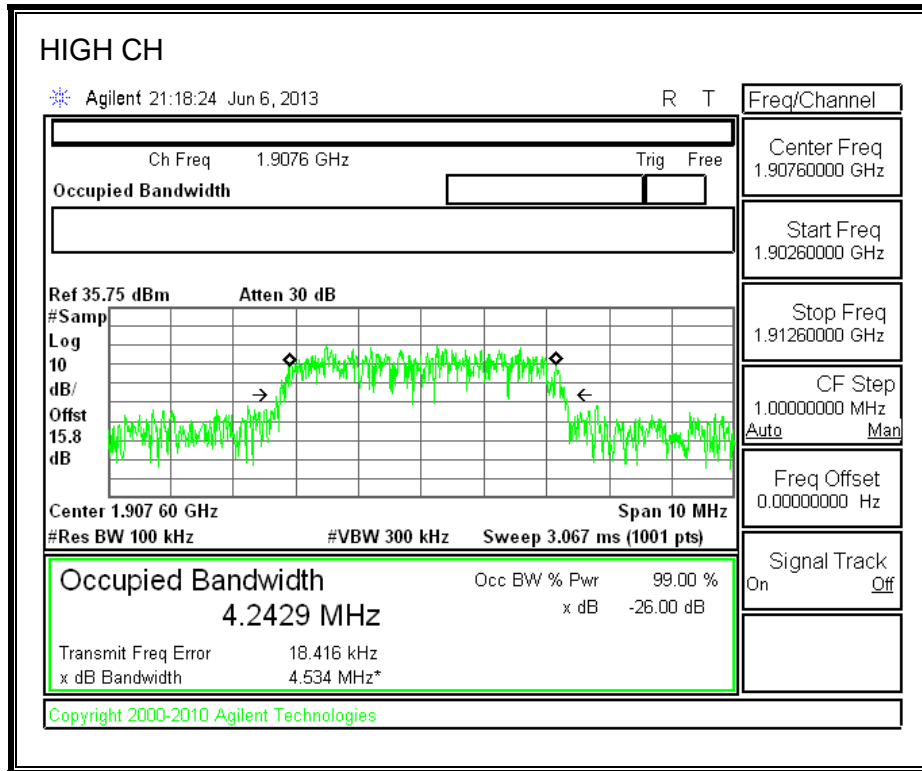 HIGH CH
Agilent 21:18:24 Jun 6, 2013 R T
Freq/Channel
Ch Freq 1.9076 GHz Trig Free
Occupied Bandwidth
Center Freq
1.90760000 GHz
Start Freq
1.90260000 GHz
Stop Freq
1.91260000 GHz
CF Step
1.00000000 MHz
Auto Man
Freq Offset
0.00000000 Hz
Signal Track
On Off
Ref 35.75 dBm Atten 30 dB
#Samp
Log
10
dB/
Offst
15.8
dB
Center 1.907 60 GHz Span 10 MHz
#Res BW 100 kHz #VBW 300 kHz Sweep 3.067 ms (1001 pts)
Occupied Bandwidth Occ BW % Pwr 99.00 %
4.2429 MHz x dB -26.00 dB
Transmit Freq Error 18.416 kHz
x dB Bandwidth 4.534 MHz*
Copyright 2000-2010 Agilent Technologies